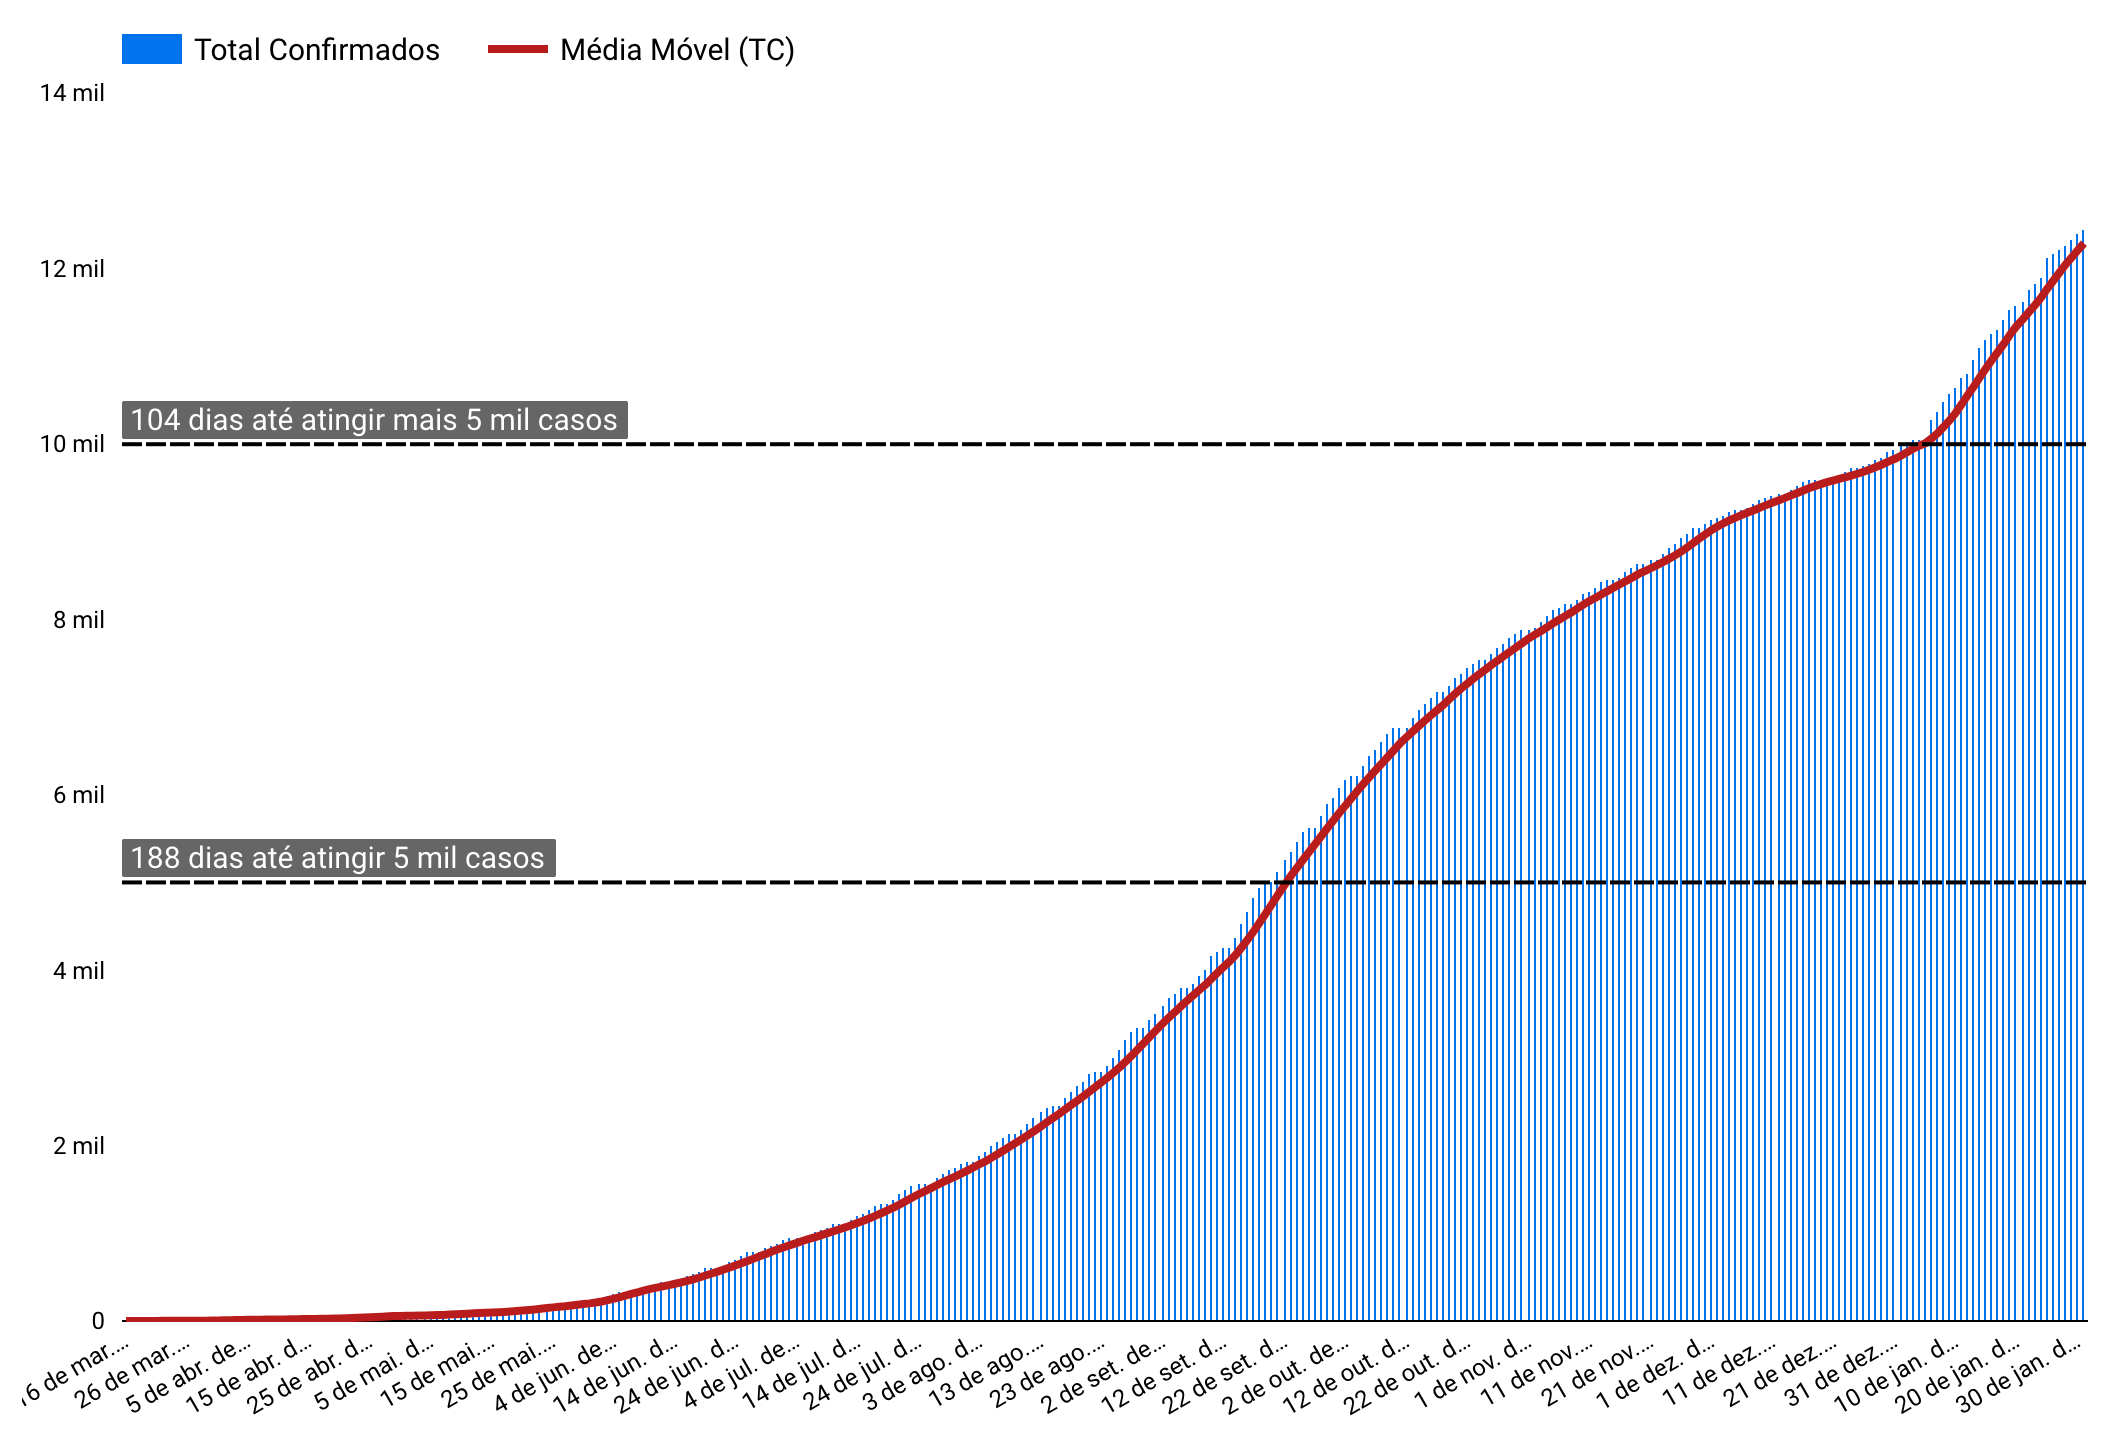 Total Confirmados
Média Móvel (TC)
14 mil
12 mil
104 dias até atingir mais 5 mil casos
10 mil
8 mil
6 mil
188 dias até atingir 5 mil casos
4 mil
2 mil
0
6 de mar...
26 de mar...
5 de abr. de...
15 de abr. d...
25 de abr. d...
5 de mai. d...
15 de mai....
25 de mai...
4 de jun. de...
14 de jun. d...
24 de jun. d...
4 de jul. de...
14 de jul. d...
24 de jul. d...
3 de ago. d...
13 de ago....
23 de ago....
2 de set. de...
12 de set. d...
22 de set. d...
2 de out. de...
12 de out. d...
22 de out. d...
1 de nov. d...
11 de nov....
21 de nov....
1 de dez. d...
11 de dez....
21 de dez....
31 de dez....
10 de jan. d...
20 de jan. d...
30 de jan. d...